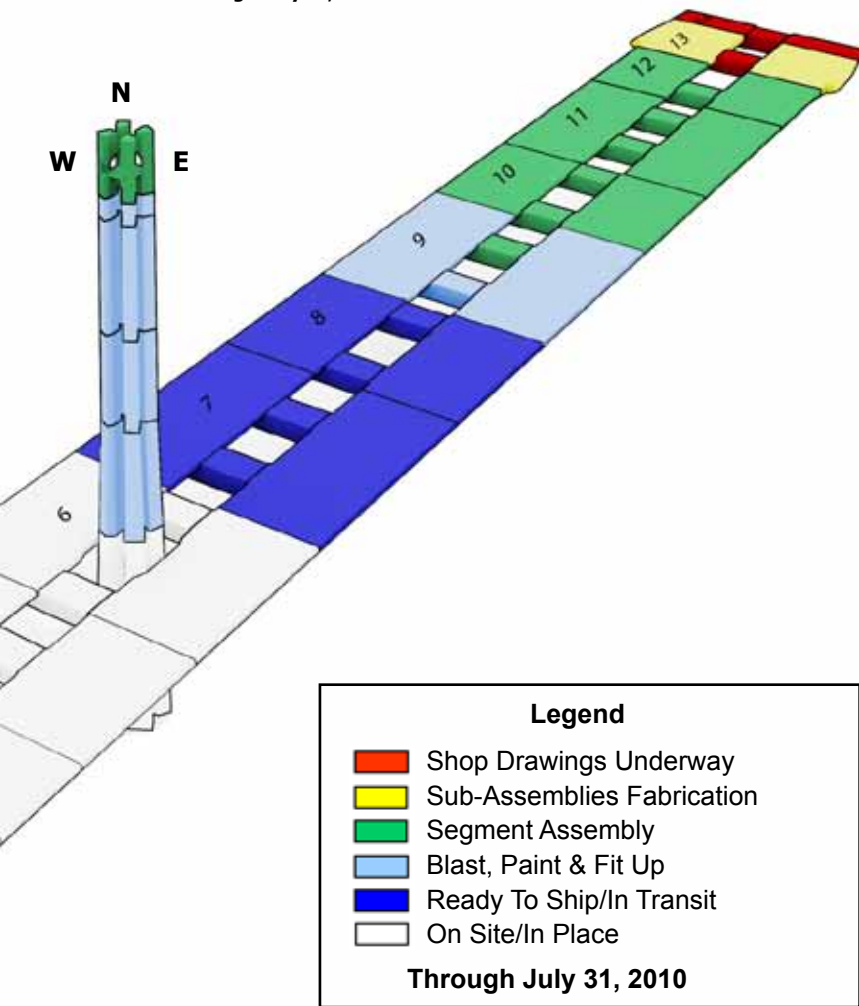 N
W E
13
12
11
10
9
8
7
6
Legend
Shop Drawings Underway
Sub-Assemblies Fabrication
Segment Assembly
Blast, Paint & Fit Up
Ready To Ship/In Transit
On Site/In Place
Through July 31, 2010